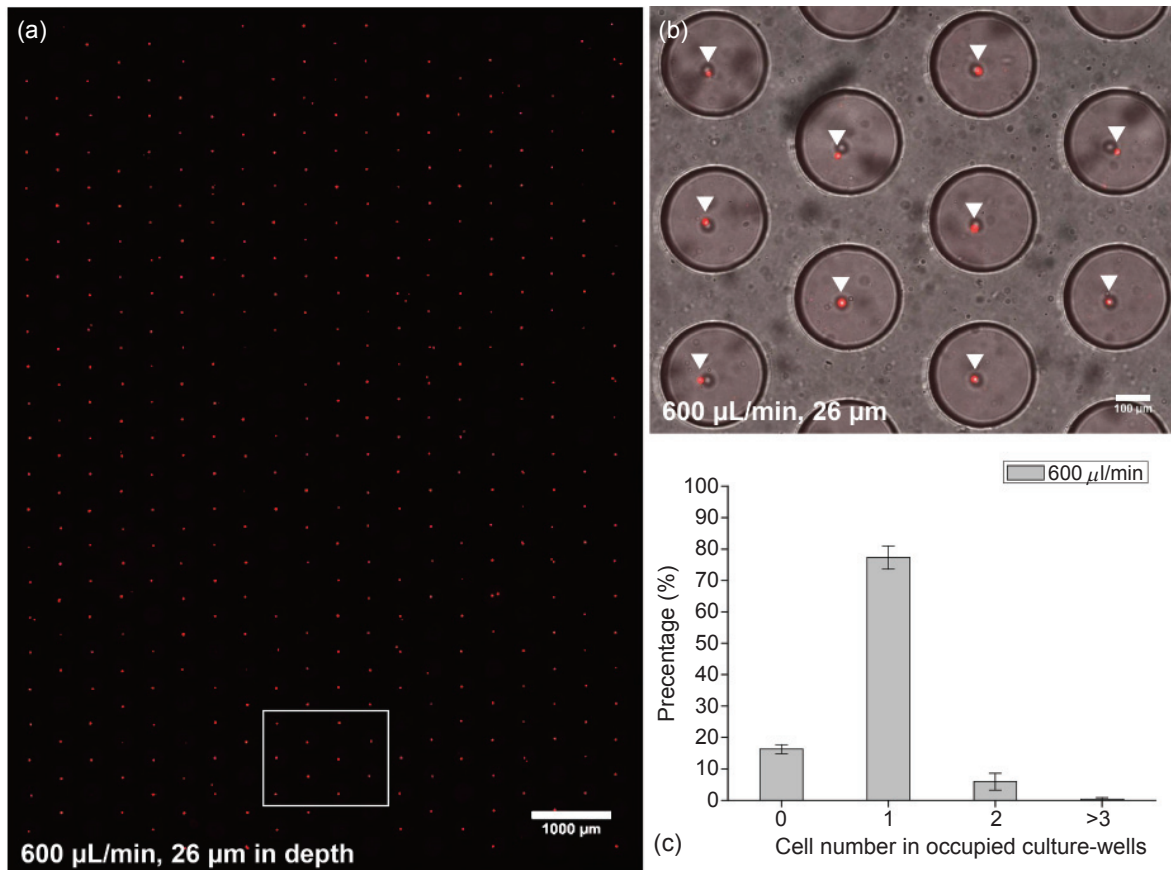 (a)
1000 µm
600 µL/min, 26 µm in depth
(b)
600 µL/min, 26 µm
100 µm
600 µl/min
100
90
80
70
60
50
40
30
20
10
0
Precentage (%)
0 1 2 >3
(c) Cell number in occupied culture-wells